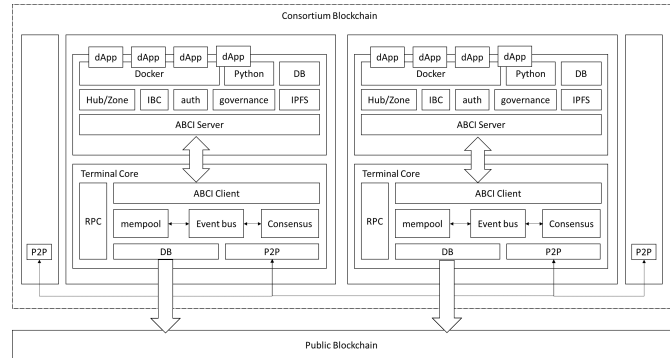 Consortium Blockchain
dApp dApp dApp dApp
Docker Python DB
Hub/Zone IBC auth governance IPFS
ABCI Server
Terminal Core
ABCI Client
RPC
mempool Event bus Consensus
DB P2P
dApp dApp dApp dApp
Docker Python DB
Hub/Zone IBC auth governance IPFS
ABCI Server
Terminal Core
ABCI Client
RPC
mempool Event bus Consensus
DB P2P
P2P
P2P
Public Blockchain